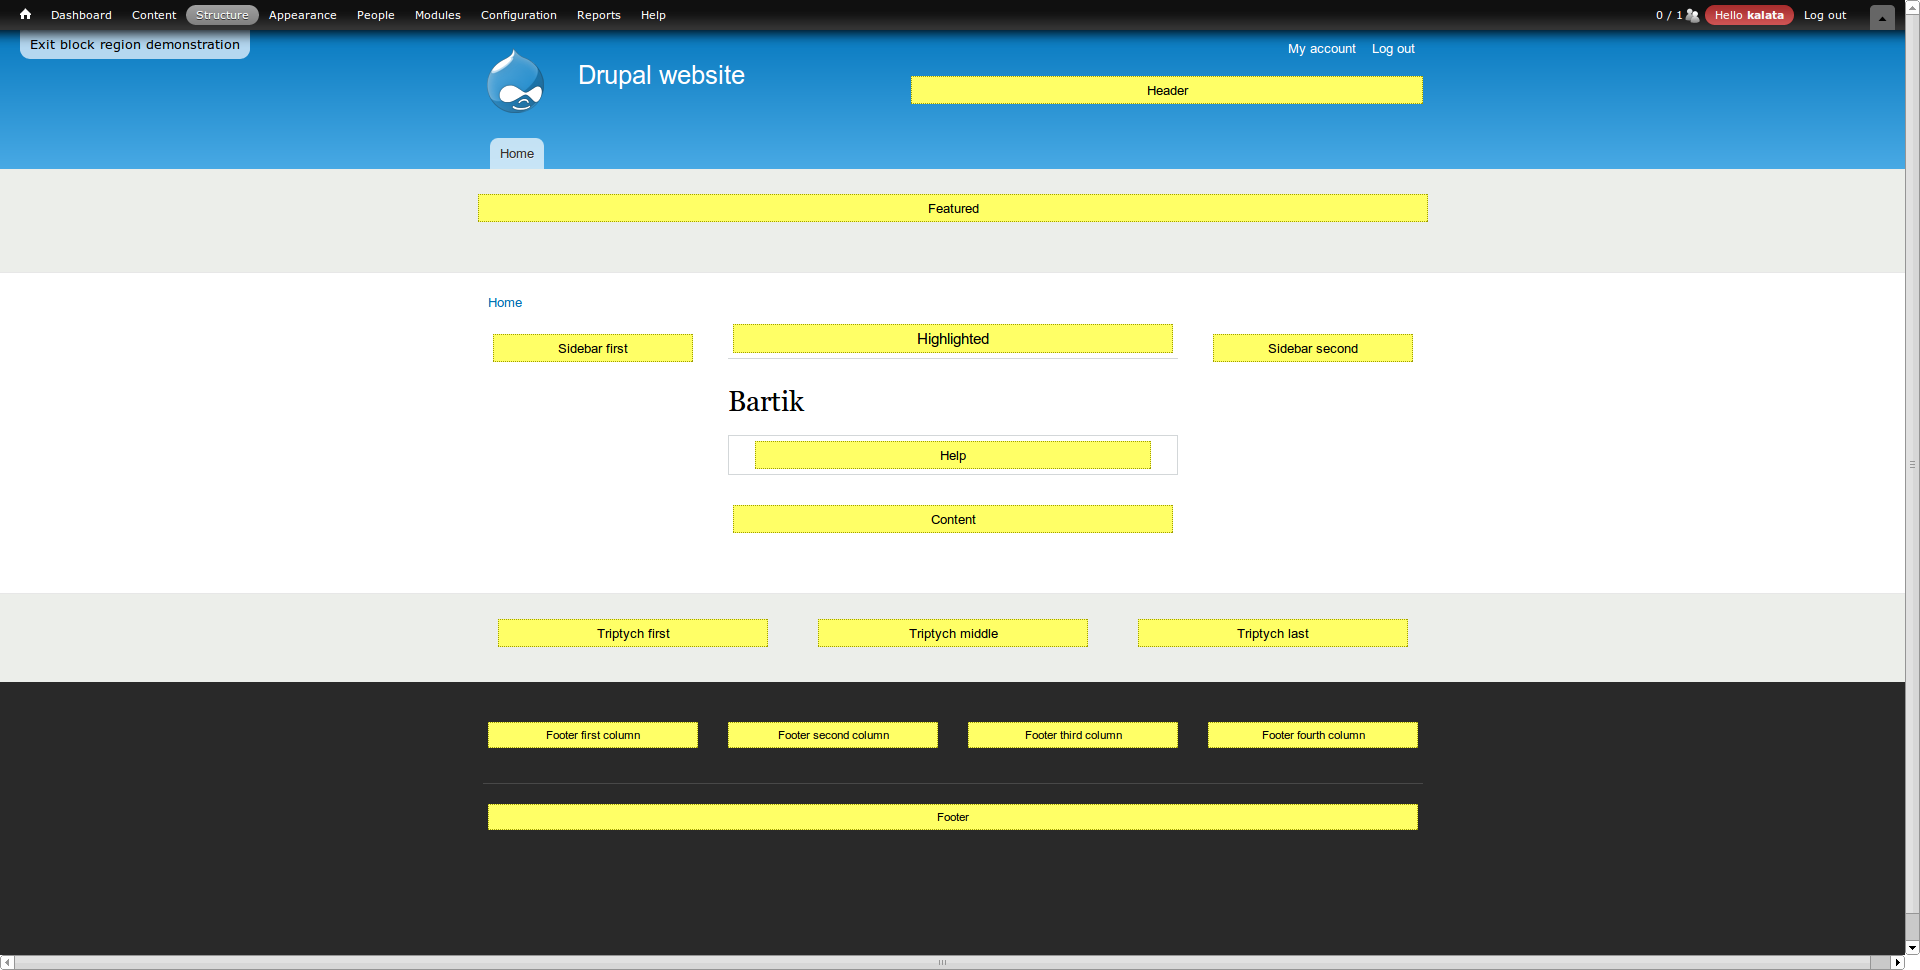 Dashboard Content Structure Appearance People Modules Configuration Reports Help 0 / 1 Hello kalata Log out
Exit block region demonstration
My account Log out
Drupal website
Header
Home
Featured
Home
Sidebar first Highlighted Sidebar second
Bartik
Help
Content
Triptych first Triptych middle Triptych last
Footer first column Footer second column Footer third column Footer fourth column
Footer